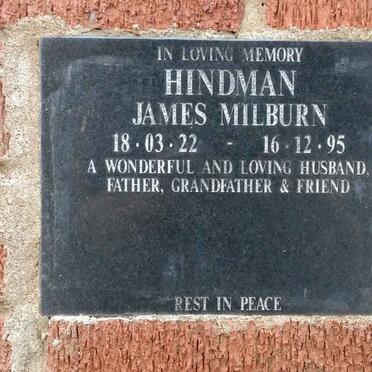 IN LOVING MEMORY
HINDMAN
JAMES MILBURN
18·03·22 - 16·12·95
A WONDERFUL AND LOVING HUSBAND,
FATHER, GRANDFATHER & FRIEND
REST IN PEACE